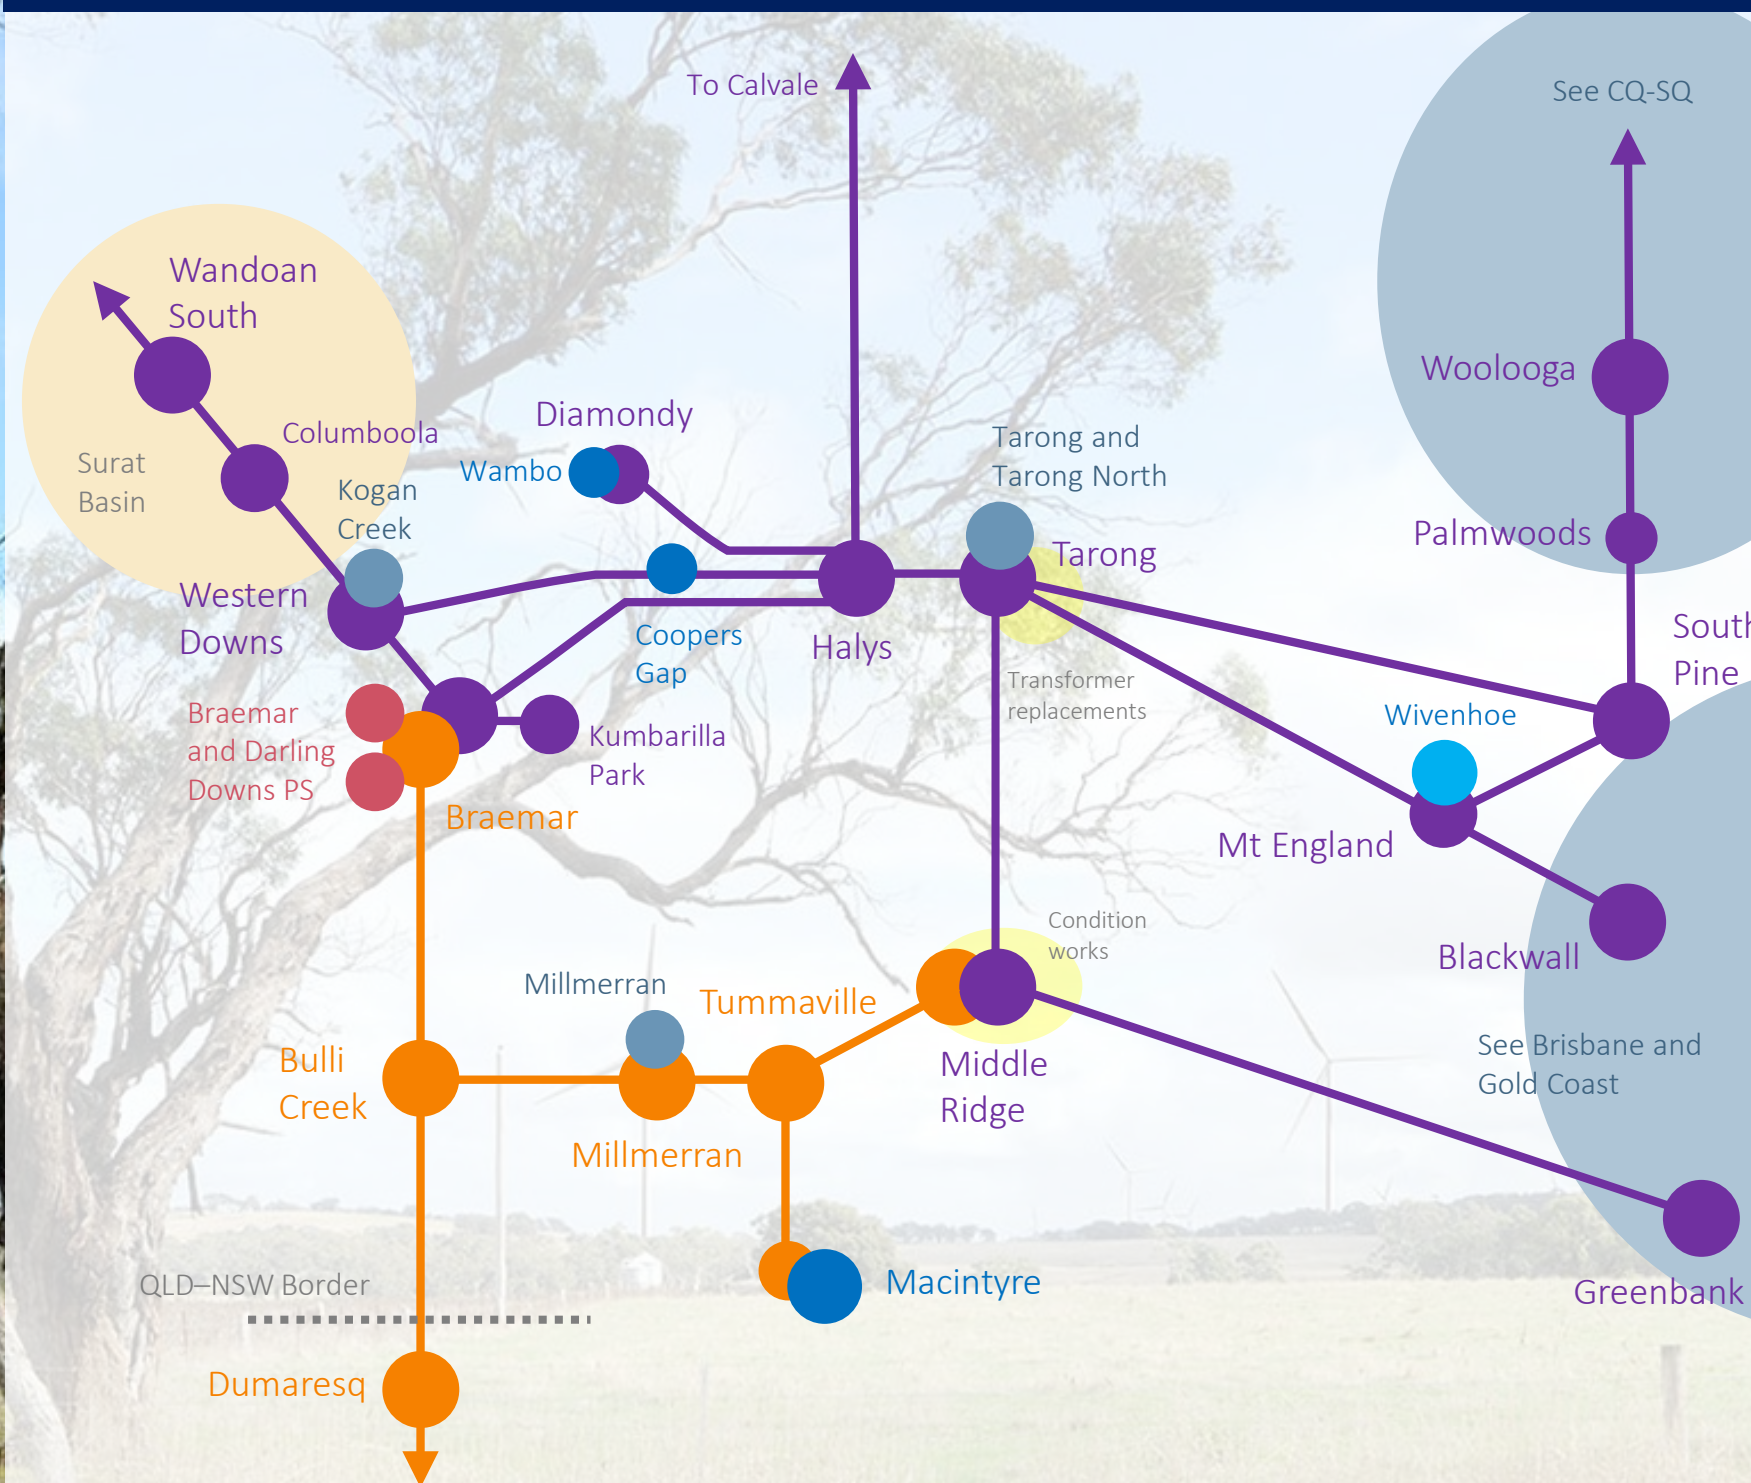 To Calvale
See CQ-SQ
Wandoan
South
Woolooga
Diamondy
Columboola
Tarong and
Tarong North
Surat
Basin
Wambo
Kogan
Creek
Palmwoods
Tarong
Western
Downs
Coopers
Gap
Halys
South
Pine
Transformer
replacements
Braemar
and Darling
Downs PS
Wivenhoe
Kumbarilla
Park
Braemar
Mt England
Condition
works
Blackwall
Millmerran
Tummaville
Bulli
Creek
Middle
Ridge
See Brisbane and
Gold Coast
Millmerran
QLD–NSW Border
Macintyre
Greenbank
Dumaresq